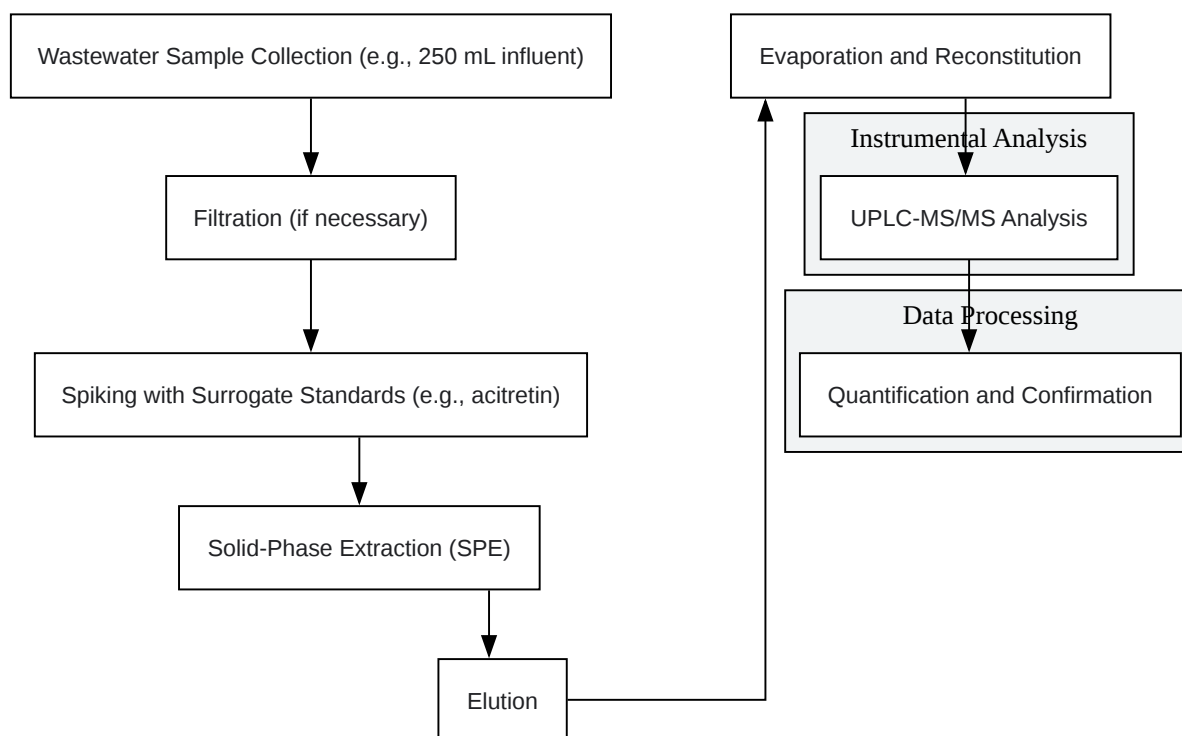 Wastewater Sample Collection (e.g., 250 mL influent)
Filtration (if necessary)
Spiking with Surrogate Standards (e.g., acitretin)
Solid-Phase Extraction (SPE)
Elution
Evaporation and Reconstitution
Instrumental Analysis
UPLC-MS/MS Analysis
Data Processing
Quantification and Confirmation